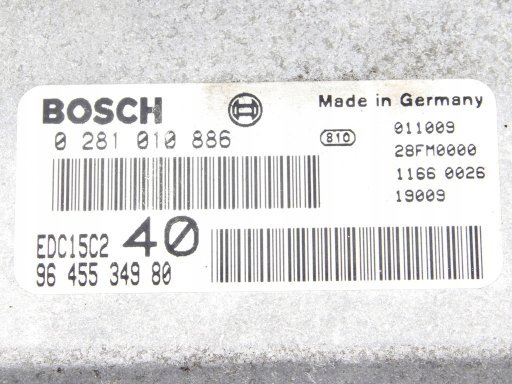 BOSCH
Made in Germany
0 281 010 886
810
011009
28FM0000
1166 0026
19009
EDC15C2 40
96 455 349 80